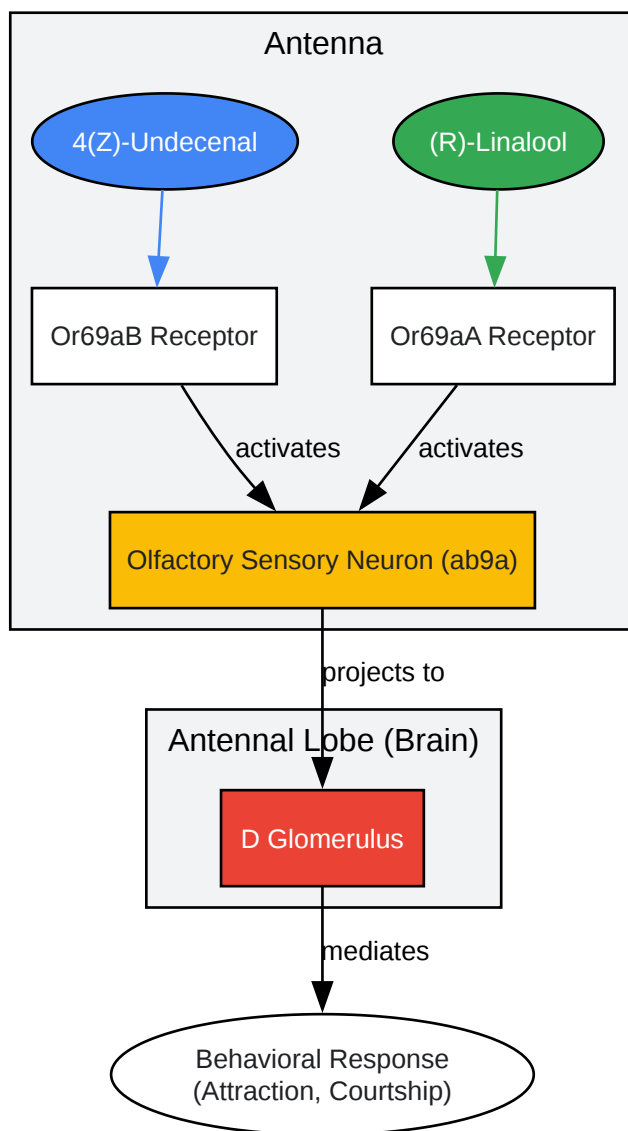 Antenna
4(Z)-Undecenal
(R)-Linalool
Or69aB Receptor
Or69aA Receptor
activates
activates
Olfactory Sensory Neuron (ab9a)
projects to
Antennal Lobe (Brain)
D Glomerulus
mediates
Behavioral Response
(Attraction, Courtship)